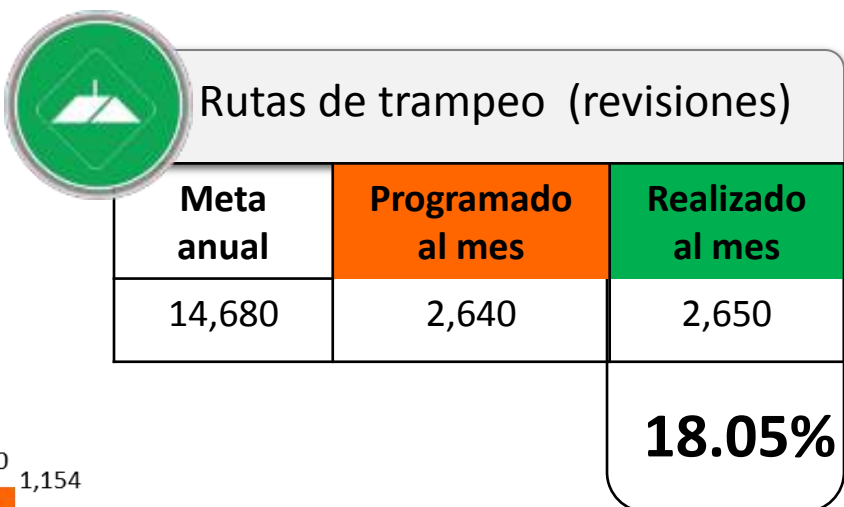 Rutas de trampeo (revisiones)
Meta anual
Programado al mes
Realizado al mes
14,680
2,640
2,650
18.05%
1,154